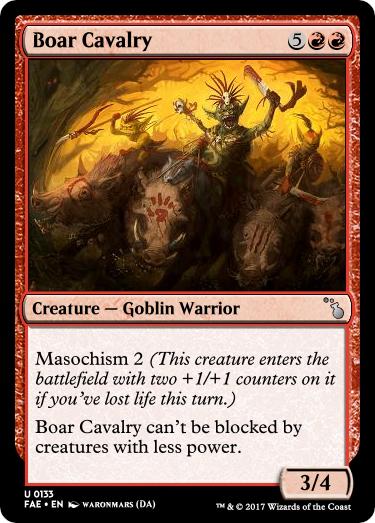 Boar Cavalry 5
Creature — Goblin Warrior
Masochism 2 (This creature enters the
battlefield with two +1/+1 counters on it
if you've lost life this turn.)
Boar Cavalry can't be blocked by
creatures with less power.
3/4
U 0133
FAE • EN WARONMARS (DA)
™ & © 2017 Wizards of the Coast